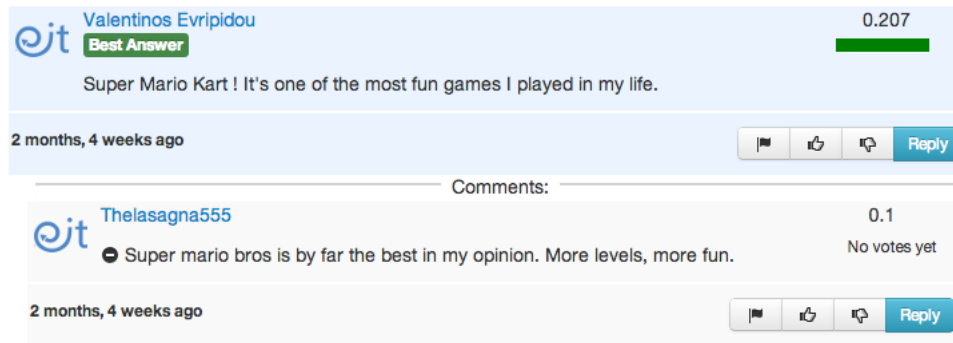 Valentinos Evripidou
0.207
ejt
Best Answer
Super Mario Kart ! It's one of the most fun games I played in my life.
2 months, 4 weeks ago
Reply
Comments:
Thelasagna555
0.1
ejt
Super mario bros is by far the best in my opinion. More levels, more fun.
No votes yet
2 months, 4 weeks ago
Reply